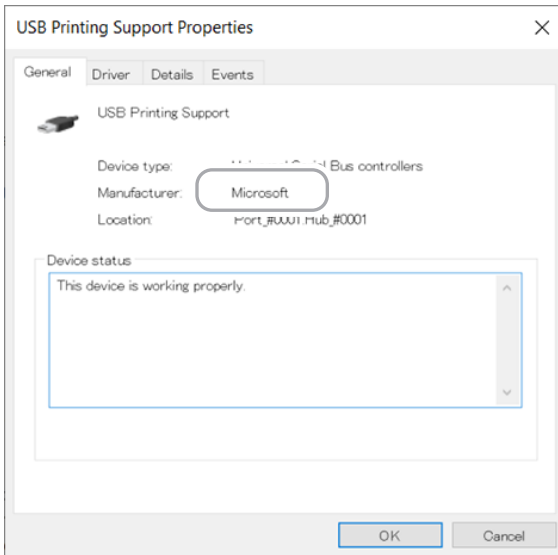 USB Printing Support Properties
General Driver Details Events
USB Printing Support
Device type: Bus controllers
Manufacturer: Microsoft
Location: Port_#0001.Hub_#0001
Device status
This device is working properly.
OK Cancel